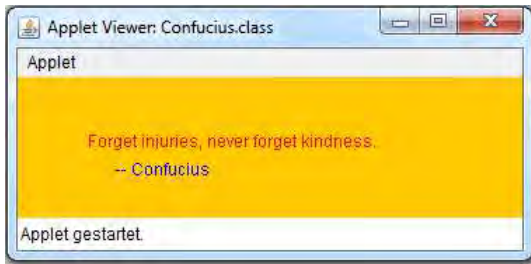 Applet Viewer: Confucius.class
Applet
Forget injuries, never forget kindness.
-- Confucius
Applet gestartet.